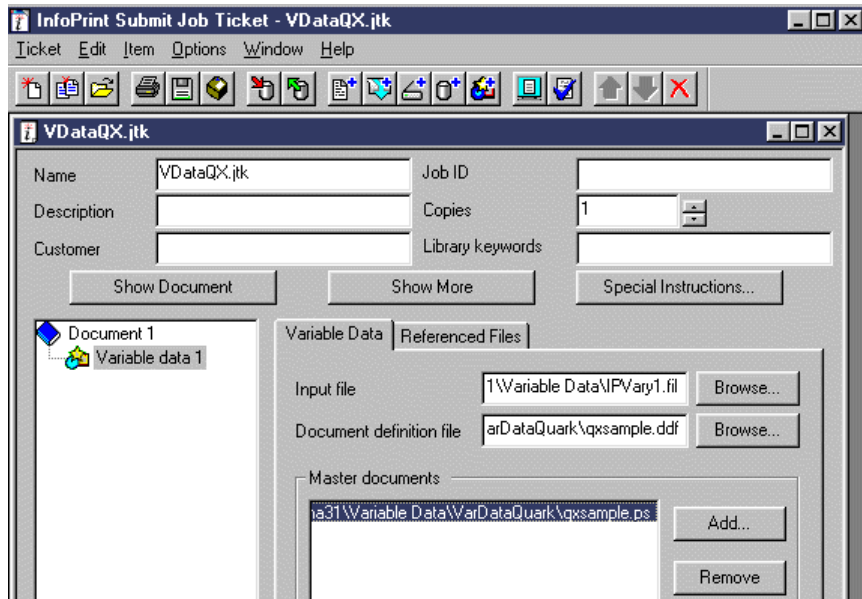 InfoPrint Submit Job Ticket - VDataQX.jtk
Ticket Edit Item Options Window Help
VDataQX.jtk
Name VDataQX.jtk Job ID
Description Copies 1
Customer Library keywords
Show Document Show More Special Instructions...
Document 1
Variable data 1
Variable Data Referenced Files
Input file 1\Variable Data\IPVary1.fil Browse...
Document definition file arDataQuark\qxsample.ddf Browse...
Master documents
na31\Variable Data\VarDataQuark\qxsample.ps Add...
Remove